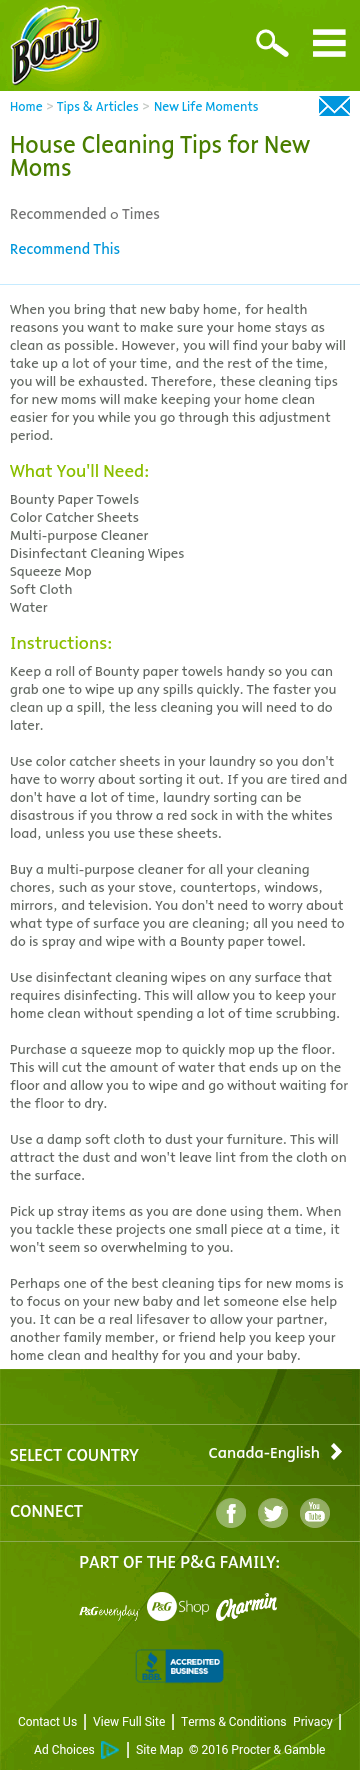 Bounty
Home > Tips & Articles > New Life Moments
House Cleaning Tips for New
Moms
Recommended 0 Times
Recommend This
When you bring that new baby home, for health
reasons you want to make sure your home stays as
clean as possible. However, you will find your baby will
take up a lot of your time, and the rest of the time,
you will be exhausted. Therefore, these cleaning tips
for new moms will make keeping your home clean
easier for you while you go through this adjustment
period.
What You'll Need:
Bounty Paper Towels
Color Catcher Sheets
Multi-purpose Cleaner
Disinfectant Cleaning Wipes
Squeeze Mop
Soft Cloth
Water
Instructions:
Keep a roll of Bounty paper towels handy so you can
grab one to wipe up any spills quickly. The faster you
clean up a spill, the less cleaning you will need to do
later.
Use color catcher sheets in your laundry so you don't
have to worry about sorting it out. If you are tired and
don't have a lot of time, laundry sorting can be
disastrous if you throw a red sock in with the whites
load, unless you use these sheets.
Buy a multi-purpose cleaner for all your cleaning
chores, such as your stove, countertops, windows,
mirrors, and television. You don't need to worry about
what type of surface you are cleaning; all you need to
do is spray and wipe with a Bounty paper towel.
Use disinfectant cleaning wipes on any surface that
requires disinfecting. This will allow you to keep your
home clean without spending a lot of time scrubbing.
Purchase a squeeze mop to quickly mop up the floor.
This will cut the amount of water that ends up on the
floor and allow you to wipe and go without waiting for
the floor to dry.
Use a damp soft cloth to dust your furniture. This will
attract the dust and won't leave lint from the cloth on
the surface.
Pick up stray items as you are done using them. When
you tackle these projects one small piece at a time, it
won't seem so overwhelming to you.
Perhaps one of the best cleaning tips for new moms is
to focus on your new baby and let someone else help
you. It can be a real lifesaver to allow your partner,
another family member, or friend help you keep your
home clean and healthy for you and your baby.
SELECT COUNTRY Canada-English
CONNECT f You Tube
PART OF THE P&G FAMILY:
P&G everyday P&G Shop Charmin
BBB ACCREDITED BUSINESS
Contact Us | View Full Site | Terms & Conditions Privacy |
Ad Choices | Site Map © 2016 Procter & Gamble